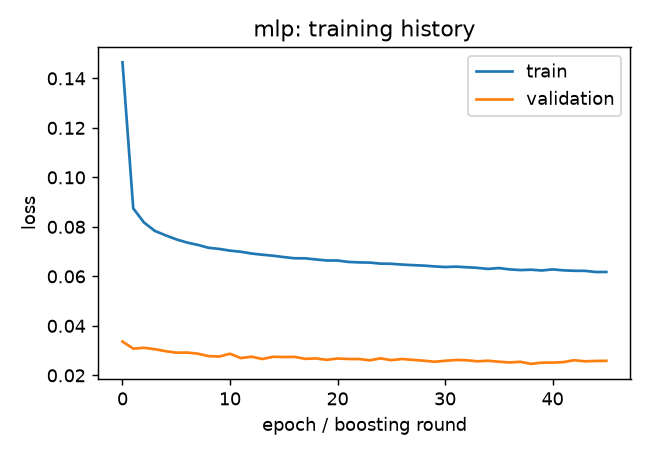 mlp: training history
train
validation
0.14
0.12
0.10
0.08
0.06
0.04
0.02
loss
0 10 20 30 40
epoch / boosting round